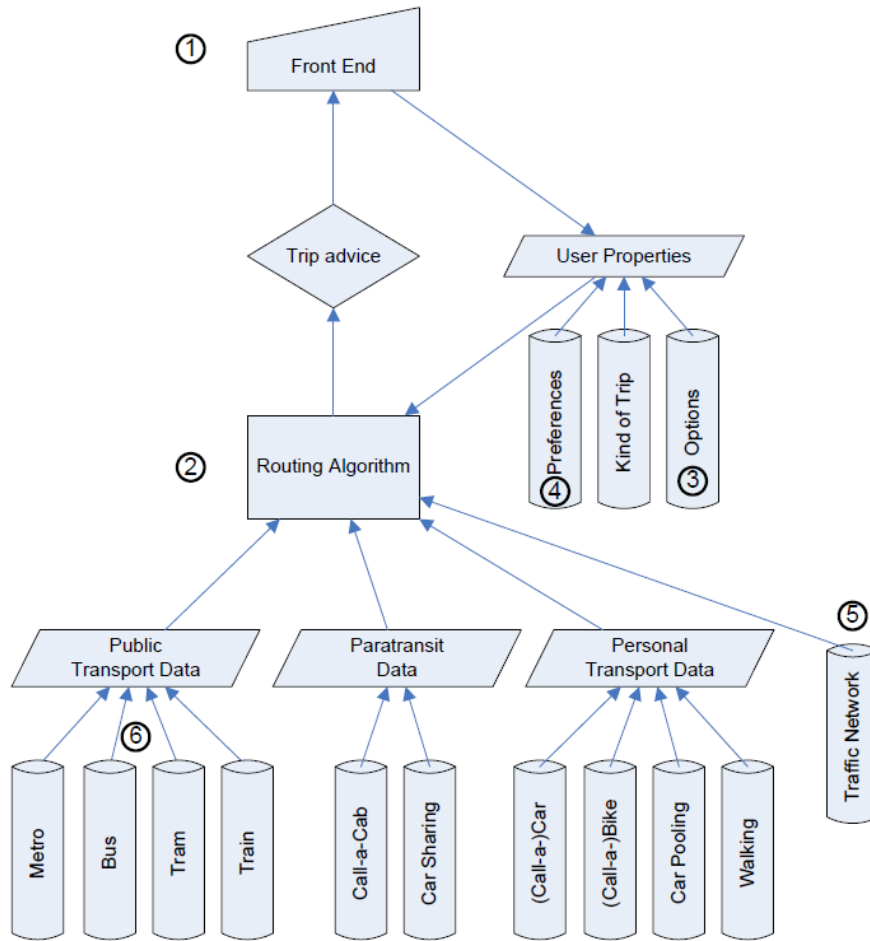 1
Front End
Trip advice
User Properties
Preferences
Kind of Trip
Options
4
3
2
Routing Algorithm
5
Public
Transport Data
Paratransit
Data
Personal
Transport Data
Traffic Network
6
Metro
Bus
Tram
Train
Call-a-Cab
Car Sharing
(Call-a-)Car
(Call-a-)Bike
Car Pooling
Walking